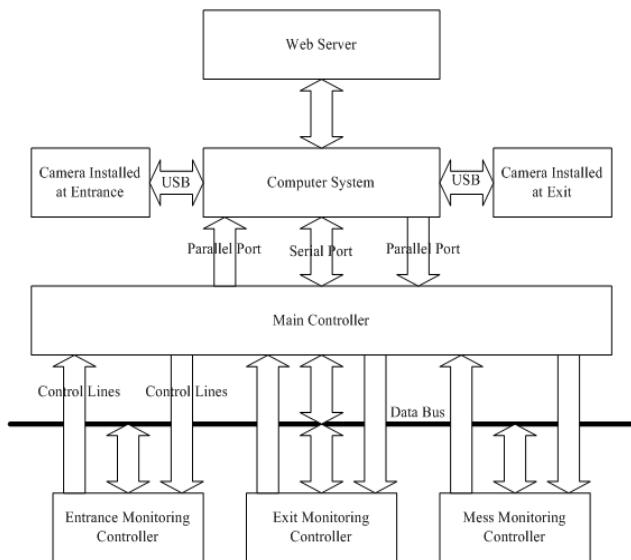 Web Server
Camera Installed
at Entrance
USB
Computer System
USB
Camera Installed
at Exit
Parallel Port
Serial Port
Parallel Port
Main Controller
Control Lines
Control Lines
Data Bus
Entrance Monitoring
Controller
Exit Monitoring
Controller
Mess Monitoring
Controller